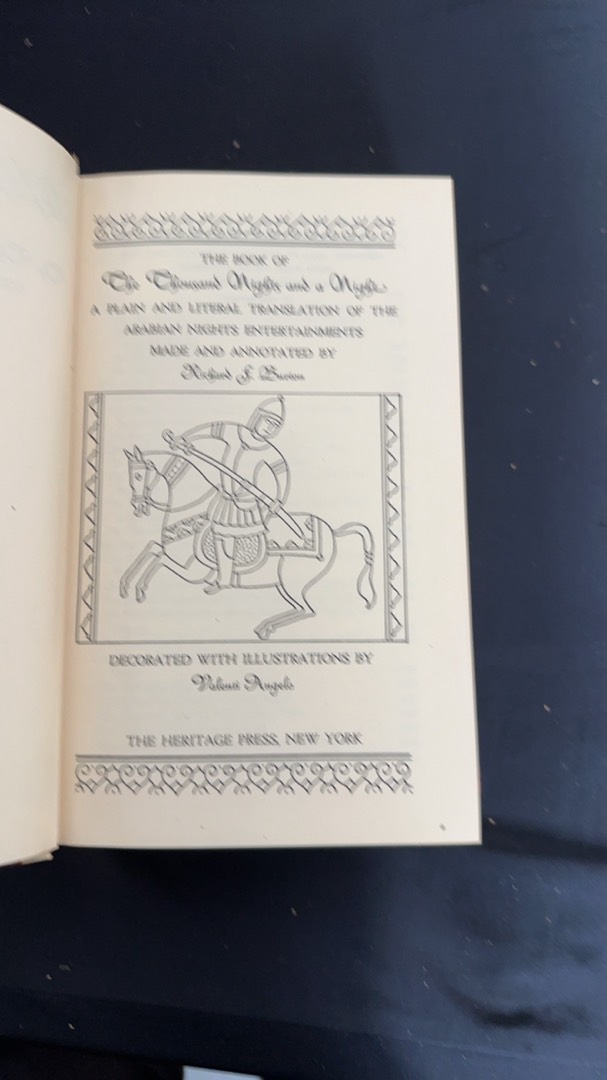 THE BOOK OF
The Thousand Nights and a Night
A PLAIN AND LITERAL TRANSLATION OF THE
ARABIAN NIGHTS ENTERTAINMENTS
MADE AND ANNOTATED BY
Richard F. Burton
DECORATED WITH ILLUSTRATIONS BY
Valenti Angelo
THE HERITAGE PRESS, NEW YORK